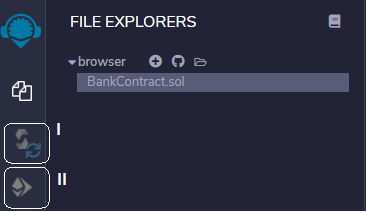 FILE EXPLORERS
browser
BankContract.sol
I
II